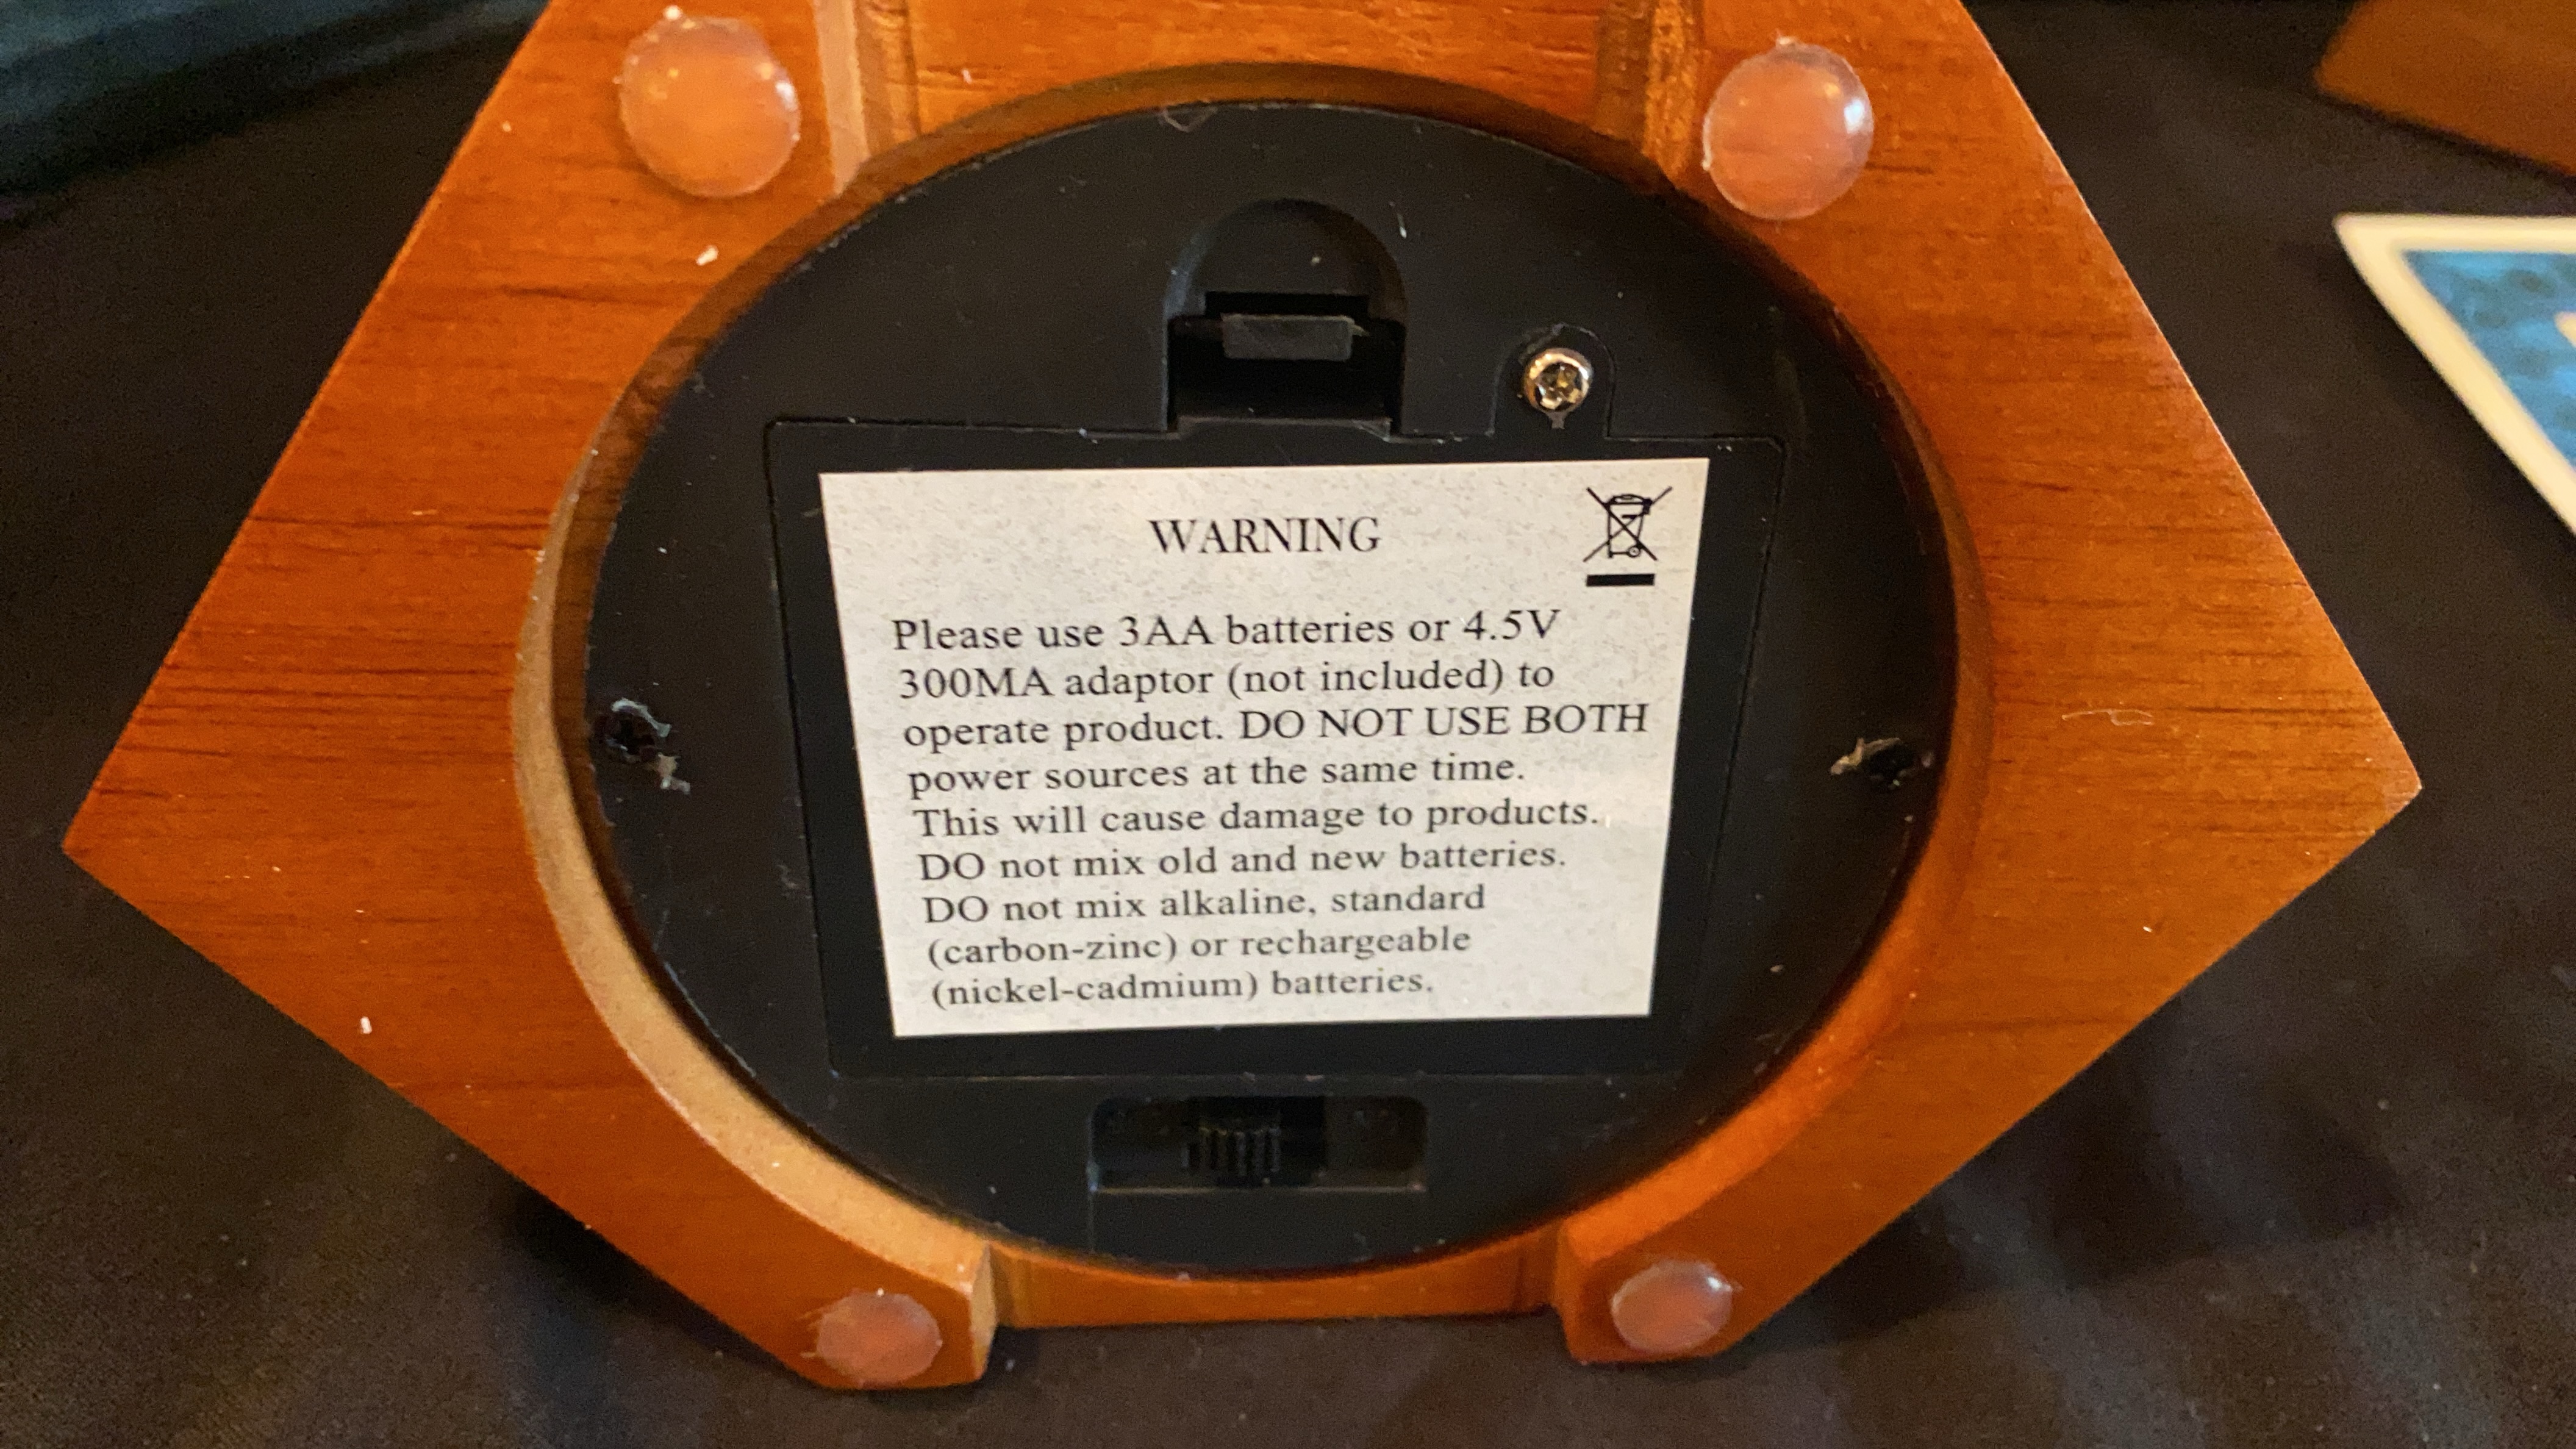 WARNING
Please use 3AA batteries or 4.5V
300MA adaptor (not included) to
operate product. DO NOT USE BOTH
power sources at the same time.
This will cause damage to products.
DO not mix old and new batteries.
DO not mix alkaline, standard
(carbon-zinc) or rechargeable
(nickel-cadmium) batteries.